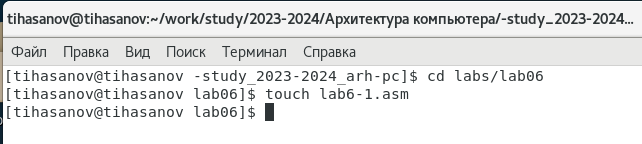 tihasanov@tihasanov:~/work/study/2023-2024/Архитектура компьютера/-study_2023-2024...
Файл Правка Вид Поиск Терминал Справка
[tihasanov@tihasanov -study_2023-2024_arh-pc]$ cd labs/lab06
[tihasanov@tihasanov lab06]$ touch lab6-1.asm
[tihasanov@tihasanov lab06]$